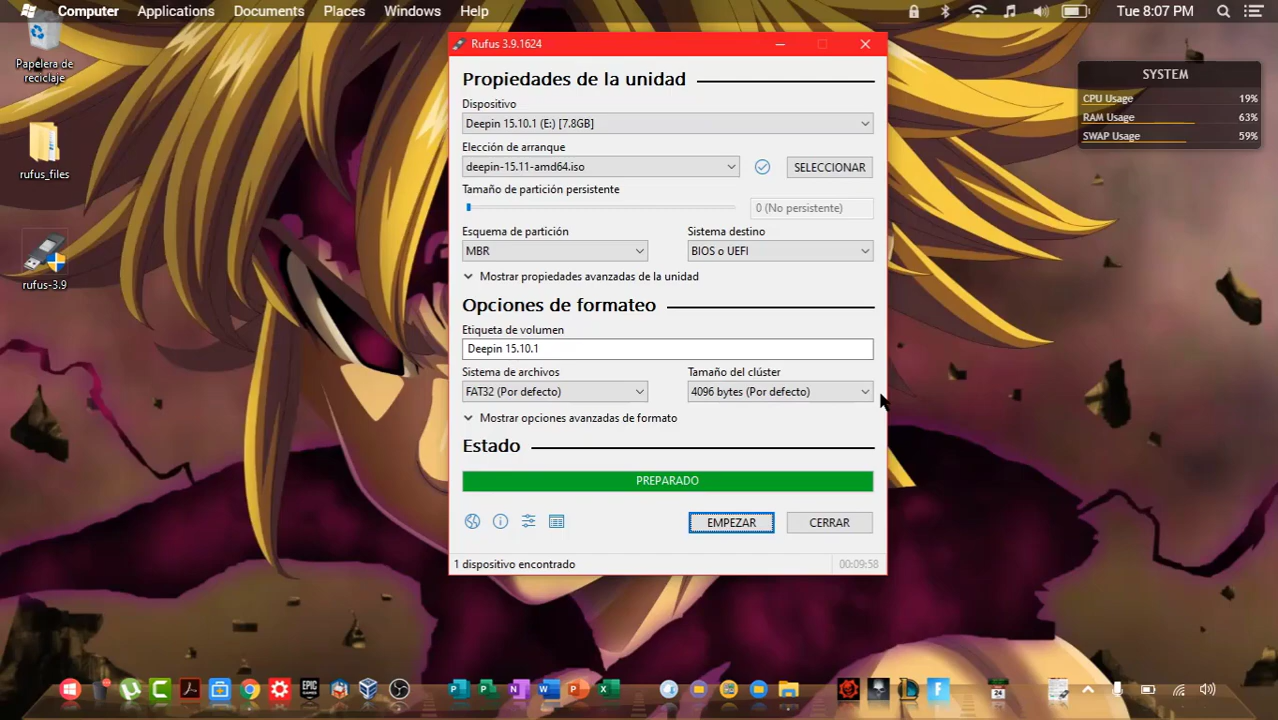 Computer Applications Documents Places Windows Help
Tue 8:07 PM
Papelera de
reciclaje
rufus_files
rufus-3.9
Rufus 3.9.1624
Propiedades de la unidad
Dispositivo
Deepin 15.10.1 (E:) [7.8GB]
Elección de arranque
deepin-15.11-amd64.iso
SELECCIONAR
Tamaño de partición persistente
0 (No persistente)
Esquema de partición
Sistema destino
MBR
BIOS o UEFI
Mostrar propiedades avanzadas de la unidad
Opciones de formateo
Etiqueta de volumen
Deepin 15.10.1
Sistema de archivos
Tamaño del clúster
FAT32 (Por defecto)
4096 bytes (Por defecto)
Mostrar opciones avanzadas de formato
Estado
PREPARADO
EMPEZAR
CERRAR
1 dispositivo encontrado
00:09:58
SYSTEM
CPU Usage 19%
RAM Usage 63%
SWAP Usage 59%
EPIC
GAMES
24